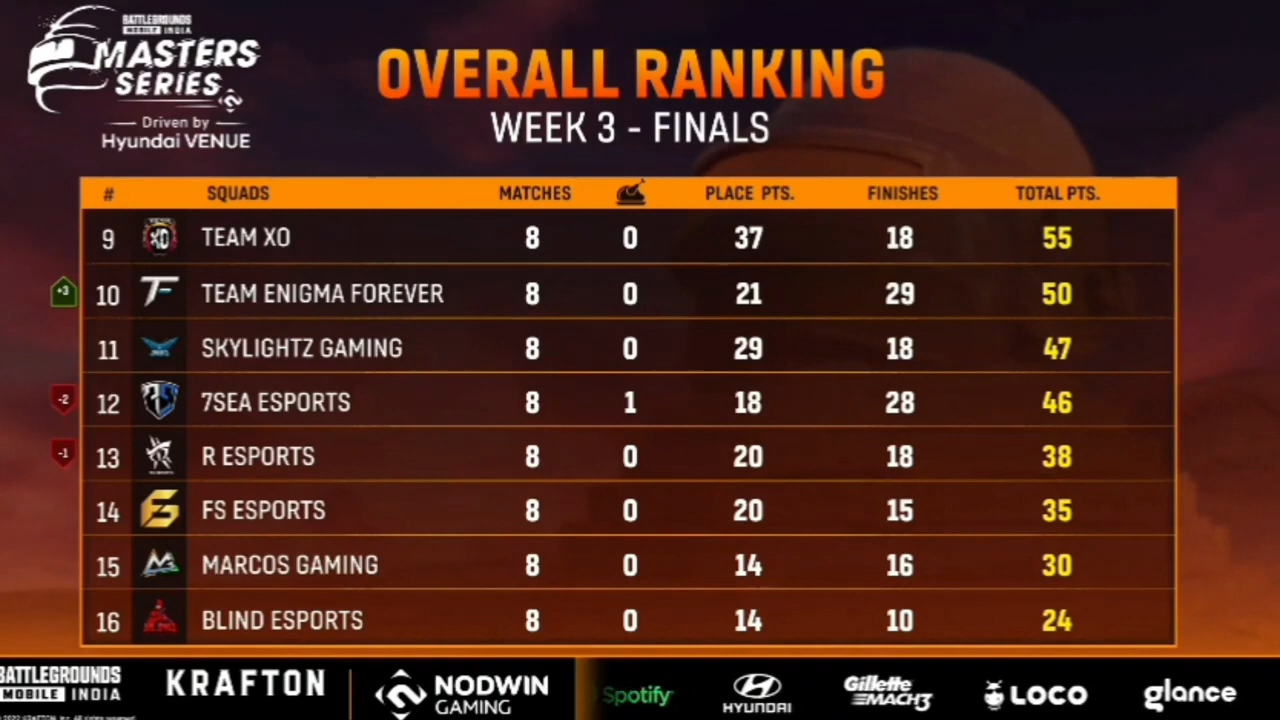 BATTLEGROUNDS
MOBILE INDIA
MASTERS
SERIES
Driven by
Hyundai VENUE
OVERALL RANKING
WEEK 3 - FINALS
# SQUADS MATCHES PLACE PTS. FINISHES TOTAL PTS.
9 XO TEAM XO 8 0 37 18 55
+3 10 TEAM ENIGMA FOREVER 8 0 21 29 50
11 SKYLIGHTZ GAMING 8 0 29 18 47
-2 12 7SEA ESPORTS 8 1 18 28 46
-1 13 R ESPORTS 8 0 20 18 38
14 FS ESPORTS 8 0 20 15 35
15 MARCOS GAMING 8 0 14 16 30
16 BLIND ESPORTS 8 0 14 10 24
BATTLEGROUNDS
MOBILE INDIA
KRAFTON
NODWIN
GAMING
Spotify
HYUNDAI
Gillette
MACH3
LOCO
glance